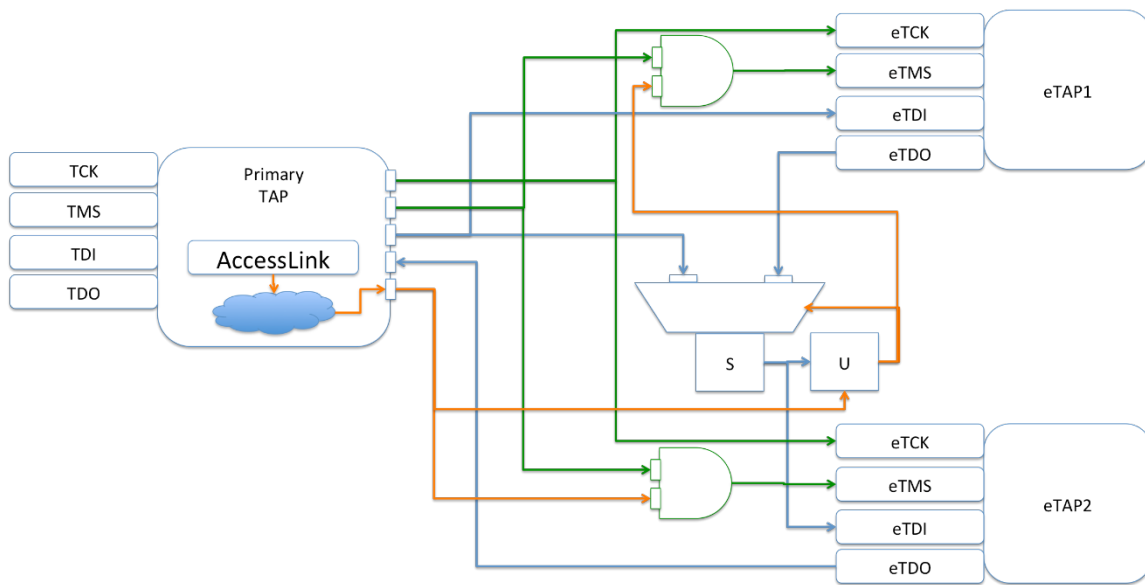 TCK
TMS
TDI
TDO
Primary
TAP
AccessLink
eTCK
eTMS
eTDI
eTDO
eTAP1
S
U
eTCK
eTMS
eTDI
eTDO
eTAP2